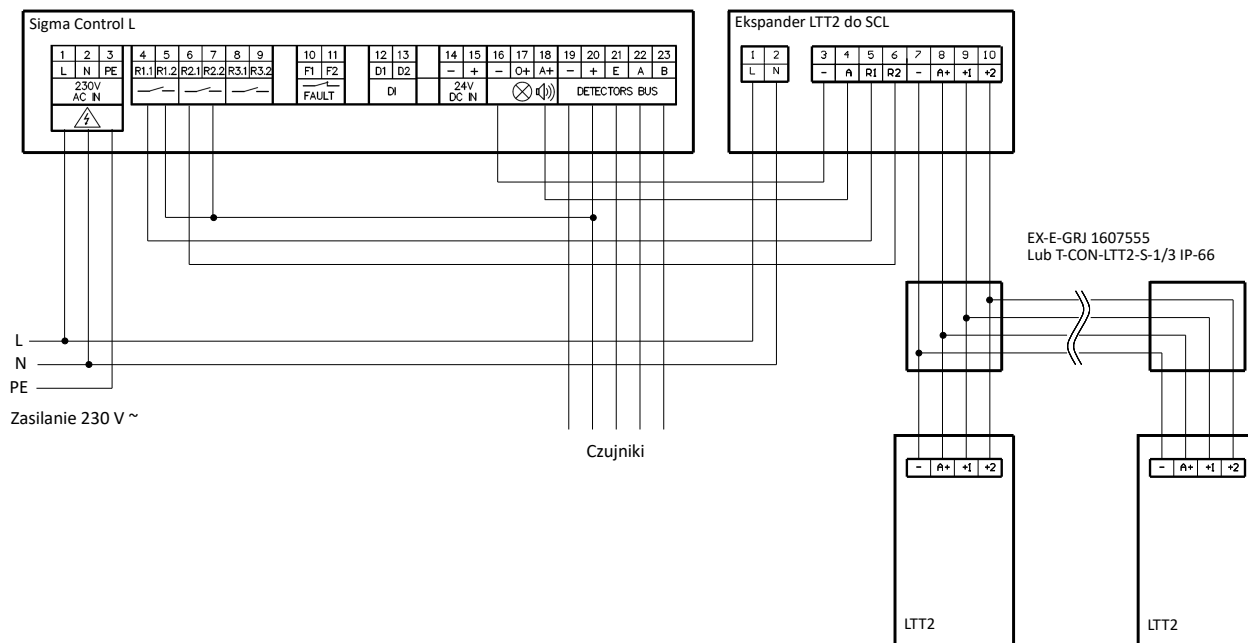 Sigma Control L
1 2 3 4 5 6 7 8 9 10 11 12 13 14 15 16 17 18 19 20 21 22 23
L N PE R1.1 R1.2 R2.1 R2.2 R3.1 R3.2 F1 F2 D1 D2 - + - O+ A+ - + E A B
230V
AC IN
FAULT
DI
24V
DC IN
DETECTORS BUS
Ekspander LTT2 do SCL
1 2 3 4 5 6 7 8 9 10
L N - A R1 R2 - A+ +1 +2
EX-E-GRJ 1607555
Lub T-CON-LTT2-S-1/3 IP-66
L
N
PE
Zasilanie 230 V ~
Czujniki
- A+ +1 +2
- A+ +1 +2
LTT2
LTT2